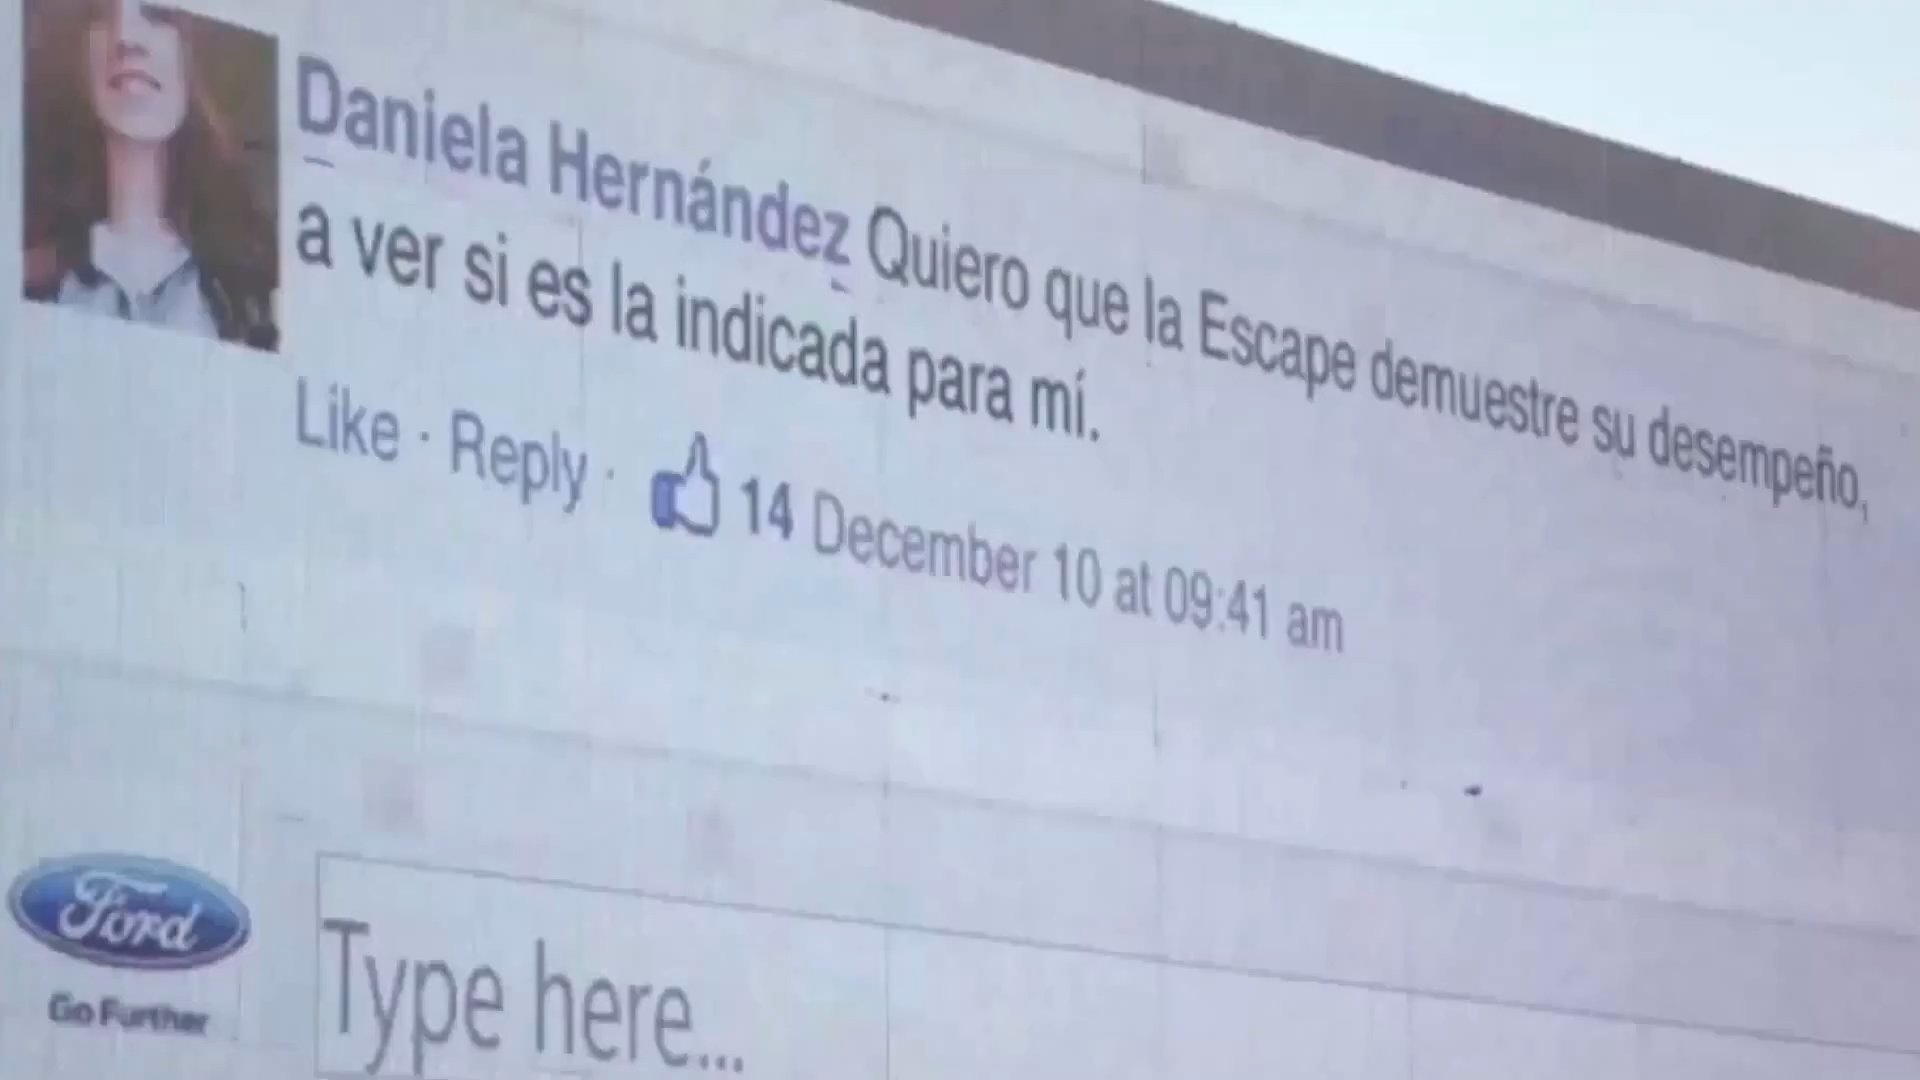 Daniela Hernández Quiero que la Escape demuestre su desempeño,
a ver si es la indicada para mí.
Like · Reply · 14 December 10 at 09:41 am
Ford
Go Further
Type here...